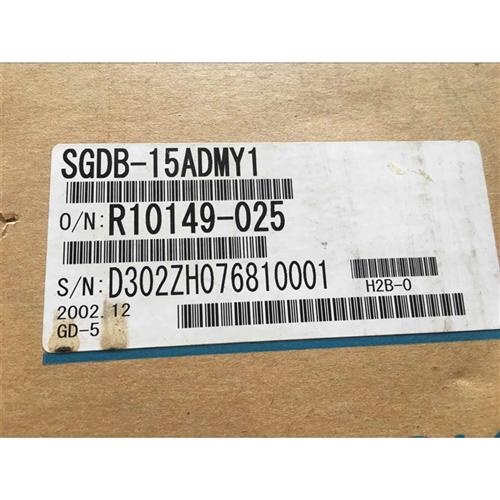 SGDB-15ADMY1
O/N: R10149-025
S/N: D302ZH076810001
H2B-0
2002.12
GD-5